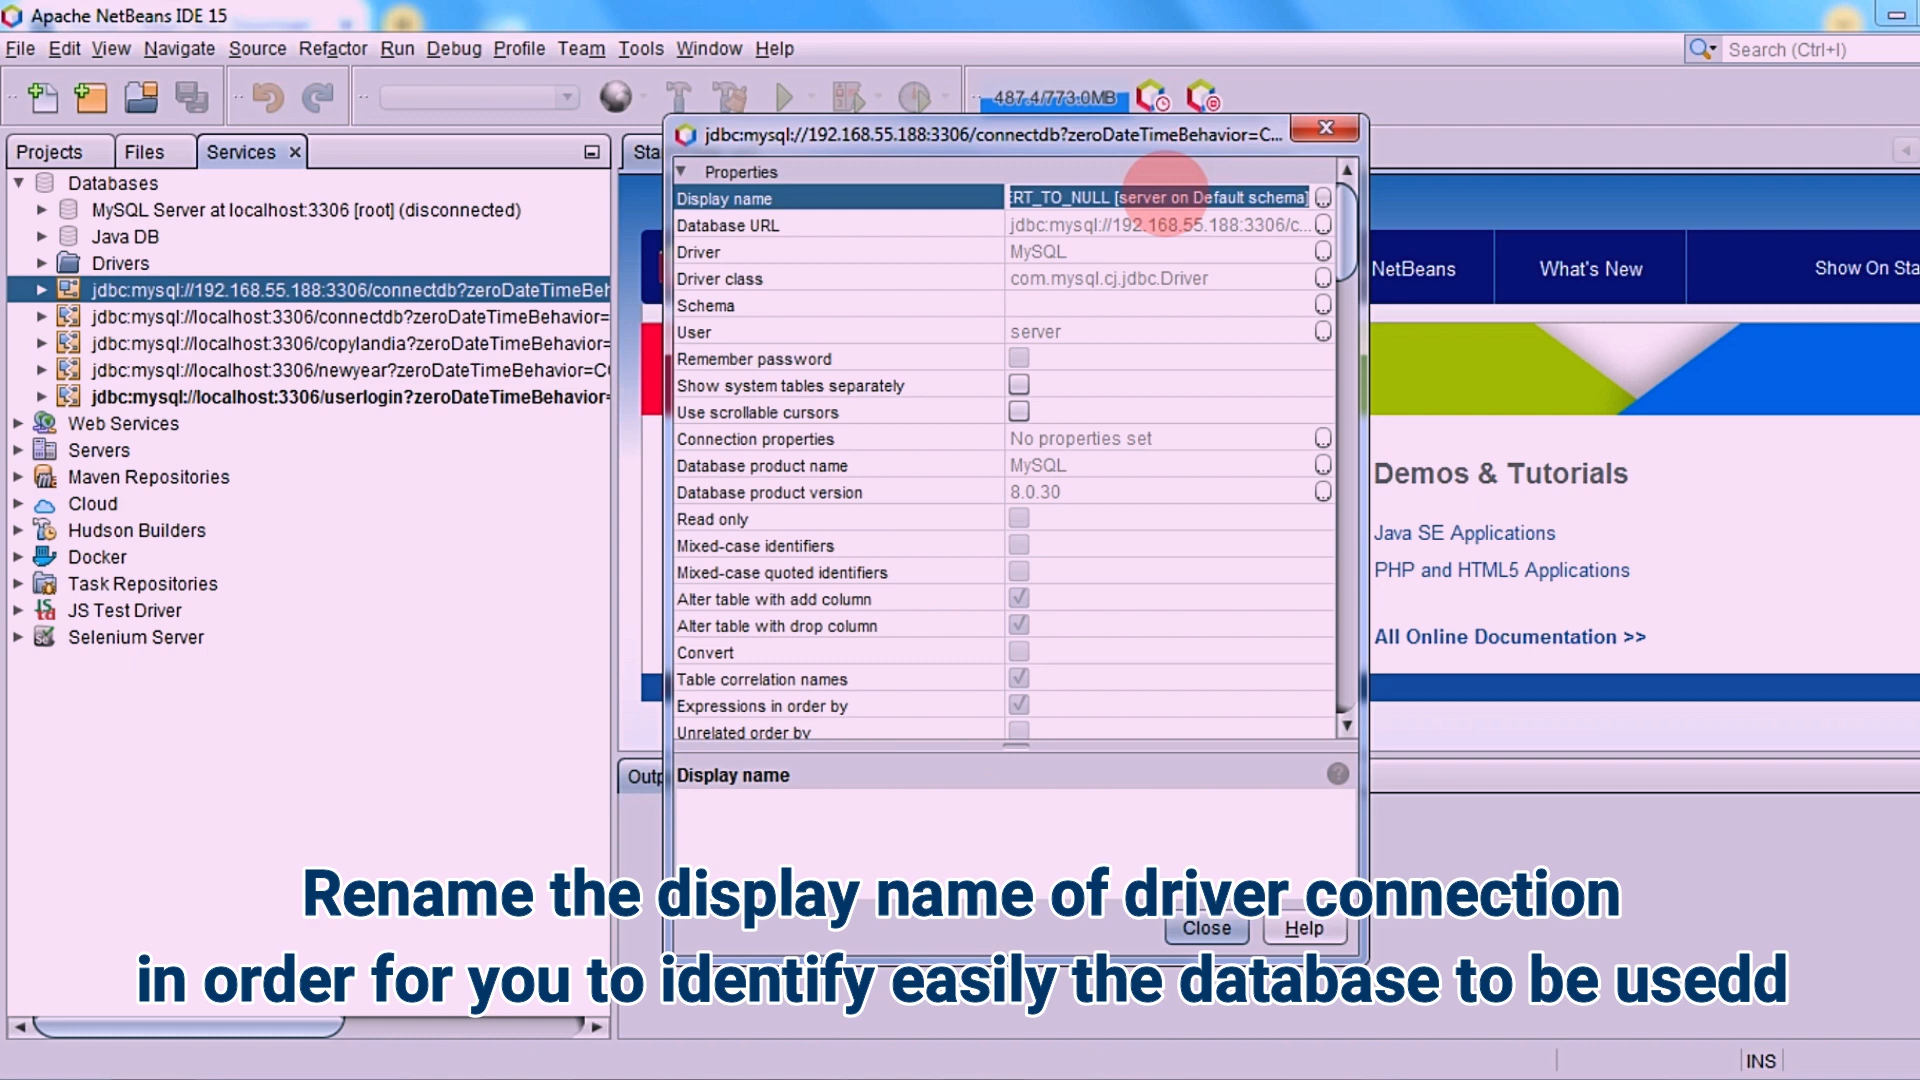 Apache NetBeans IDE 15
File Edit View Navigate Source Refactor Run Debug Profile Team Tools Window Help
Search (Ctrl+I)
487.4/773.0MB
Projects Files Services
Sta
Databases
MySQL Server at localhost:3306 [root] (disconnected)
Java DB
Drivers
jdbc:mysql://192.168.55.188:3306/connectdb?zeroDateTimeBeh
jdbc:mysql://localhost:3306/connectdb?zeroDateTimeBehavior=
jdbc:mysql://localhost:3306/copylandia?zeroDateTimeBehavior=
jdbc:mysql://localhost:3306/newyear?zeroDateTimeBehavior=C
jdbc:mysql://localhost:3306/userlogin?zeroDateTimeBehavior=
Web Services
Servers
Maven Repositories
Cloud
Hudson Builders
Docker
Task Repositories
JS Test Driver
Selenium Server
jdbc:mysql://192.168.55.188:3306/connectdb?zeroDateTimeBehavior=C...
Properties
Display name ERT_TO_NULL [server on Default schema]
Database URL jdbc:mysql://192.168.55.188:3306/c...
Driver MySQL
Driver class com.mysql.cj.jdbc.Driver
Schema
User server
Remember password
Show system tables separately
Use scrollable cursors
Connection properties No properties set
Database product name MySQL
Database product version 8.0.30
Read only
Mixed-case identifiers
Mixed-case quoted identifiers
Alter table with add column
Alter table with drop column
Convert
Table correlation names
Expressions in order by
Unrelated order by
Display name
Close Help
NetBeans What's New Show On Sta
Demos & Tutorials
Java SE Applications
PHP and HTML5 Applications
All Online Documentation >>
Outp
Rename the display name of driver connection
in order for you to identify easily the database to be usedd
INS